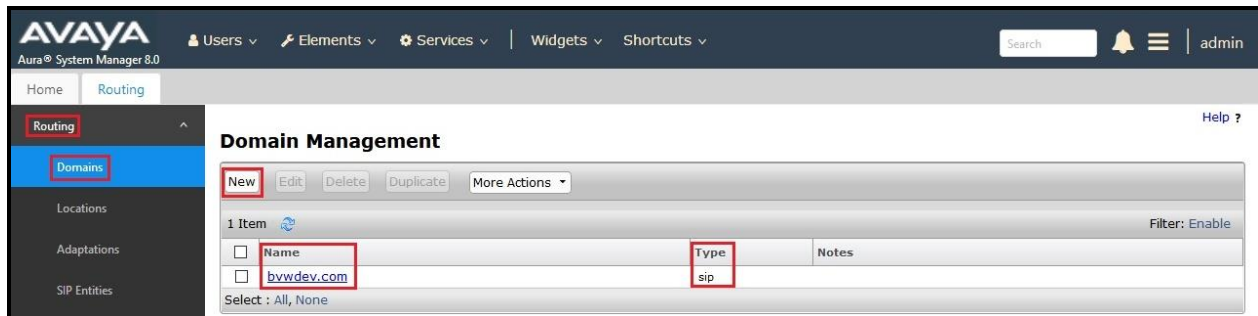 AVAYA
Aura® System Manager 8.0
Users Elements Services | Widgets Shortcuts Search | admin
Home Routing
Routing
Help ?
Domain Management
Domains
New Edit Delete Duplicate More Actions
Locations
1 Item Filter: Enable
Adaptations
Name Type Notes
bvwdev.com sip
SIP Entities
Select : All, None